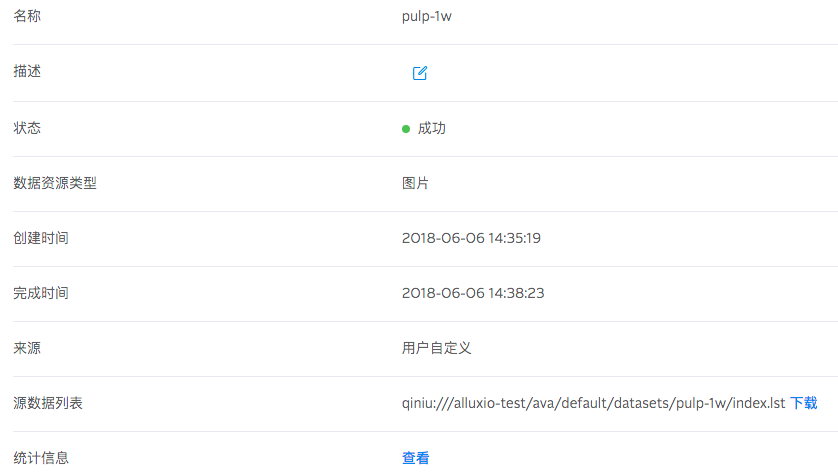 名称 pulp-1w
描述
状态 成功
数据资源类型 图片
创建时间 2018-06-06 14:35:19
完成时间 2018-06-06 14:38:23
来源 用户自定义
源数据列表 qiniu:///alluxio-test/ava/default/datasets/pulp-1w/index.lst 下载
统计信息 查看